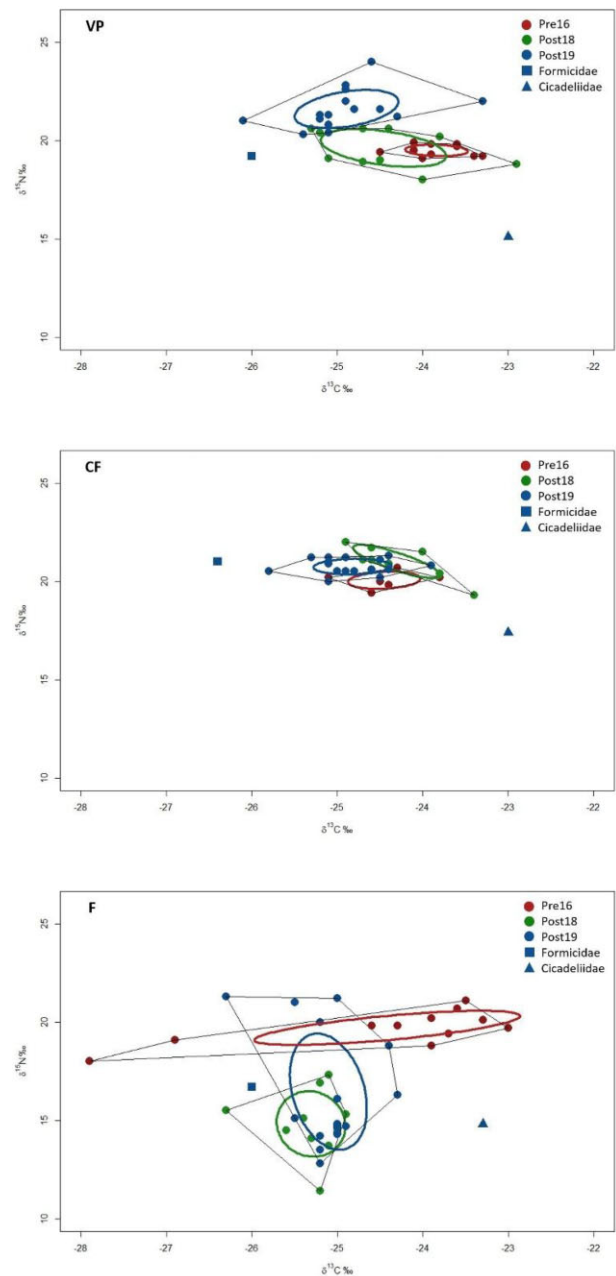 VP
Pre16
Post18
Post19
Formicidae
Cicadeliidae
25
20
15
10
δ¹⁵N‰
-28 -27 -26 -25 -24 -23 -22
δ¹³C ‰
CF
Pre16
Post18
Post19
Formicidae
Cicadeliidae
25
20
15
10
δ¹⁵N‰
-28 -27 -26 -25 -24 -23 -22
δ¹³C ‰
F
Pre16
Post18
Post19
Formicidae
Cicadeliidae
25
20
15
10
δ¹⁵N‰
-28 -27 -26 -25 -24 -23 -22
δ¹³C ‰